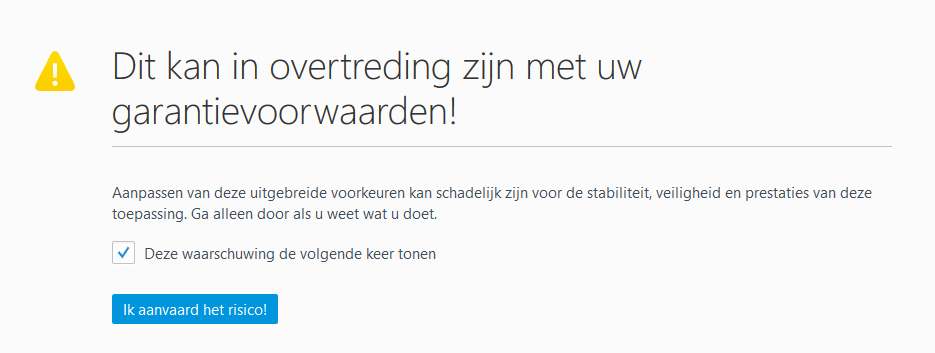 Dit kan in overtreding zijn met uw
garantievoorwaarden!
Aanpassen van deze uitgebreide voorkeuren kan schadelijk zijn voor de stabiliteit, veiligheid en prestaties van deze
toepassing. Ga alleen door als u weet wat u doet.
Deze waarschuwing de volgende keer tonen
Ik aanvaard het risico!